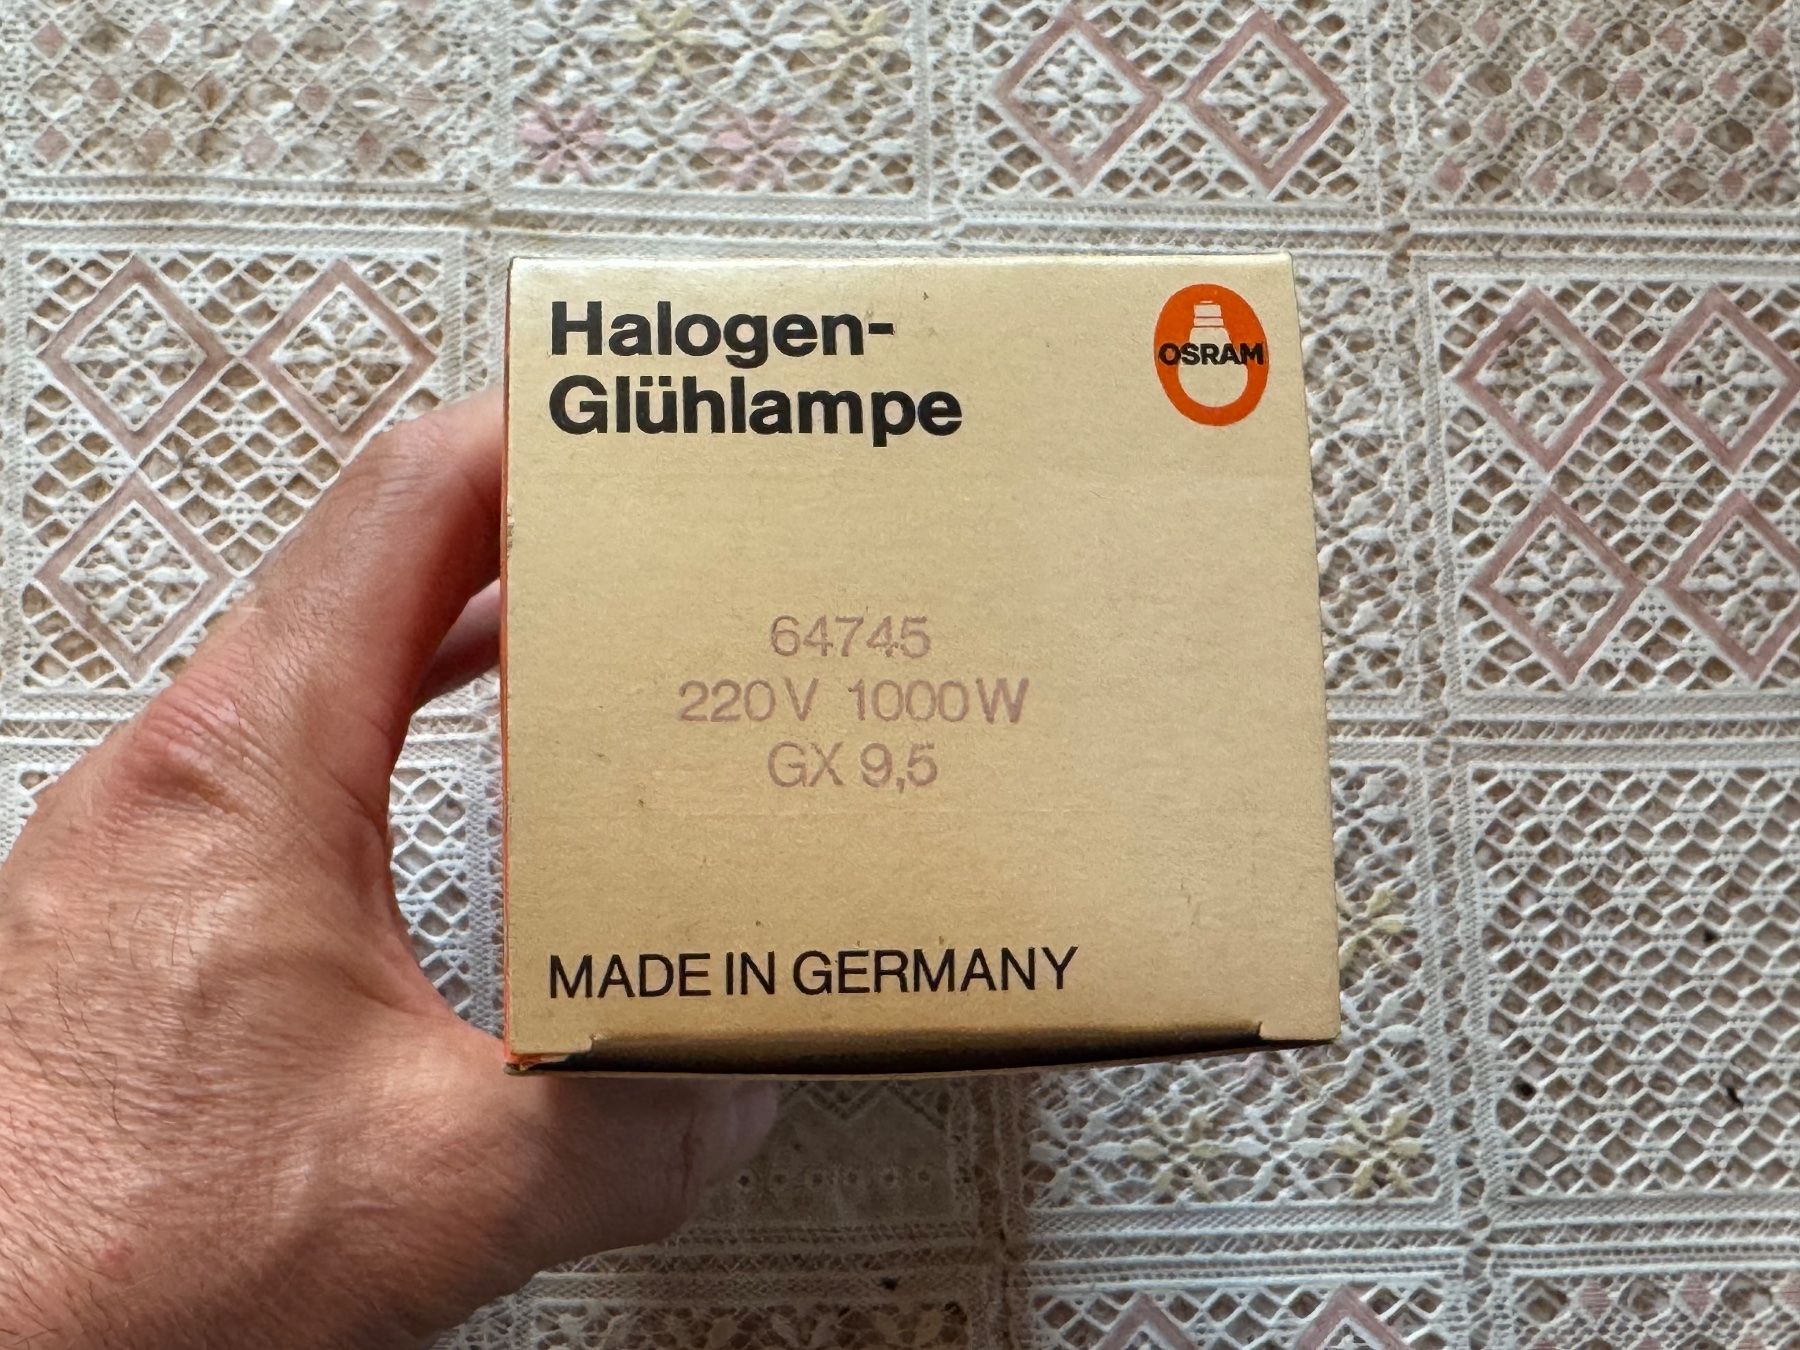 Halogen-
Glühlampe
OSRAM
64745
220V 1000W
GX 9,5
MADE IN GERMANY